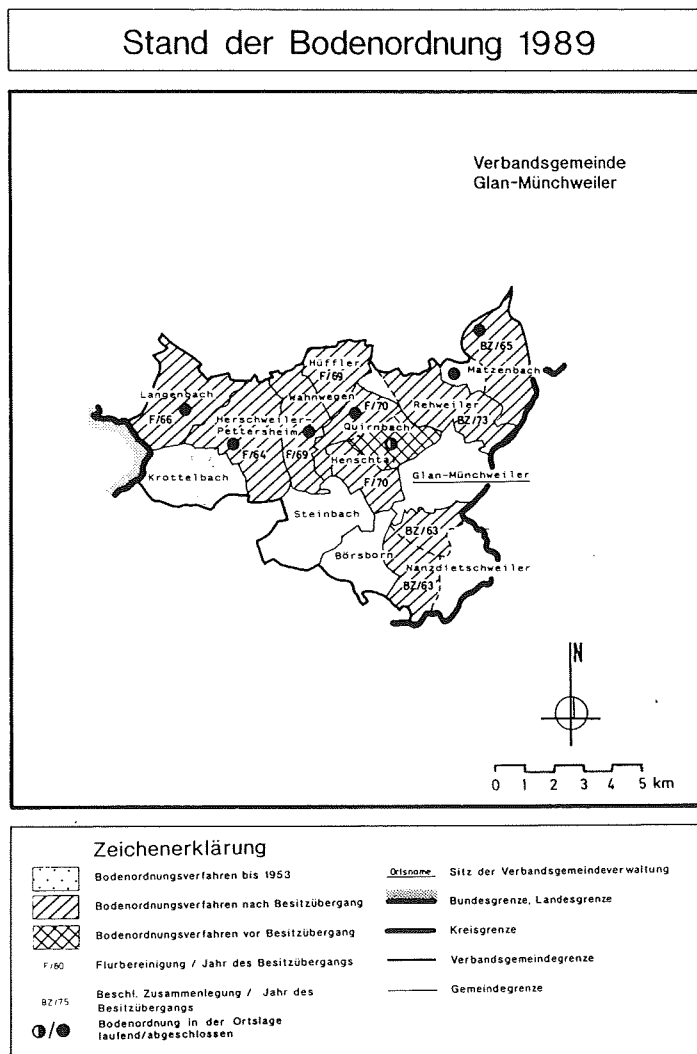 Stand der Bodenordnung 1989
Verbandsgemeinde
Glan-Münchweiler
BZ/65
Hüffler
F/69
Matzenbach
Langenbach
Wahnwegen
F/70
Rehweiler
F/66
Herschweiler-
Pettersheim
Quirnbach
BZ/73
F/64
F/69
Henschta
Krottelbach
F/70
Glan-Münchweiler
Steinbach
BZ/63
Börsborn
Nanzdietschweiler
BZ/63
N
0 1 2 3 4 5 km
Zeichenerklärung
Bodenordnungsverfahren bis 1953
Bodenordnungsverfahren nach Besitzübergang
Bodenordnungsverfahren vor Besitzübergang
F/60 Flurbereinigung / Jahr des Besitzübergangs
BZ/75 Beschl. Zusammenlegung / Jahr des
Besitzübergangs
Bodenordnung in der Ortslage
laufend/abgeschlossen
Ortsname Sitz der Verbandsgemeindeverwaltung
Bundesgrenze, Landesgrenze
Kreisgrenze
Verbandsgemeindegrenze
Gemeindegrenze